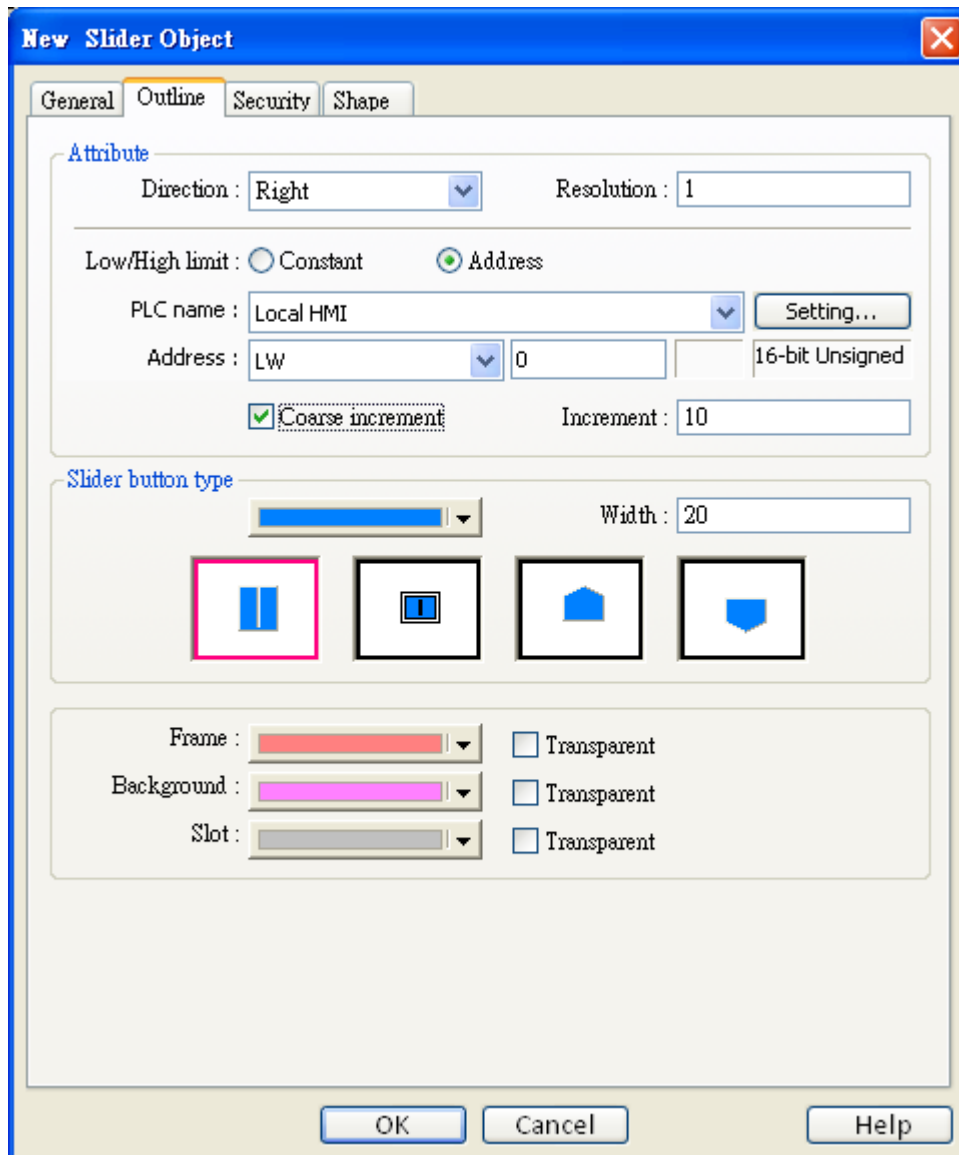 New Slider Object
General Outline Security Shape
Attribute
Direction : Right Resolution : 1
Low/High limit : Constant Address
PLC name : Local HMI Setting...
Address : LW 0 16-bit Unsigned
Coarse increment Increment : 10
Slider button type
Width : 20
Frame : Transparent
Background : Transparent
Slot : Transparent
OK Cancel Help